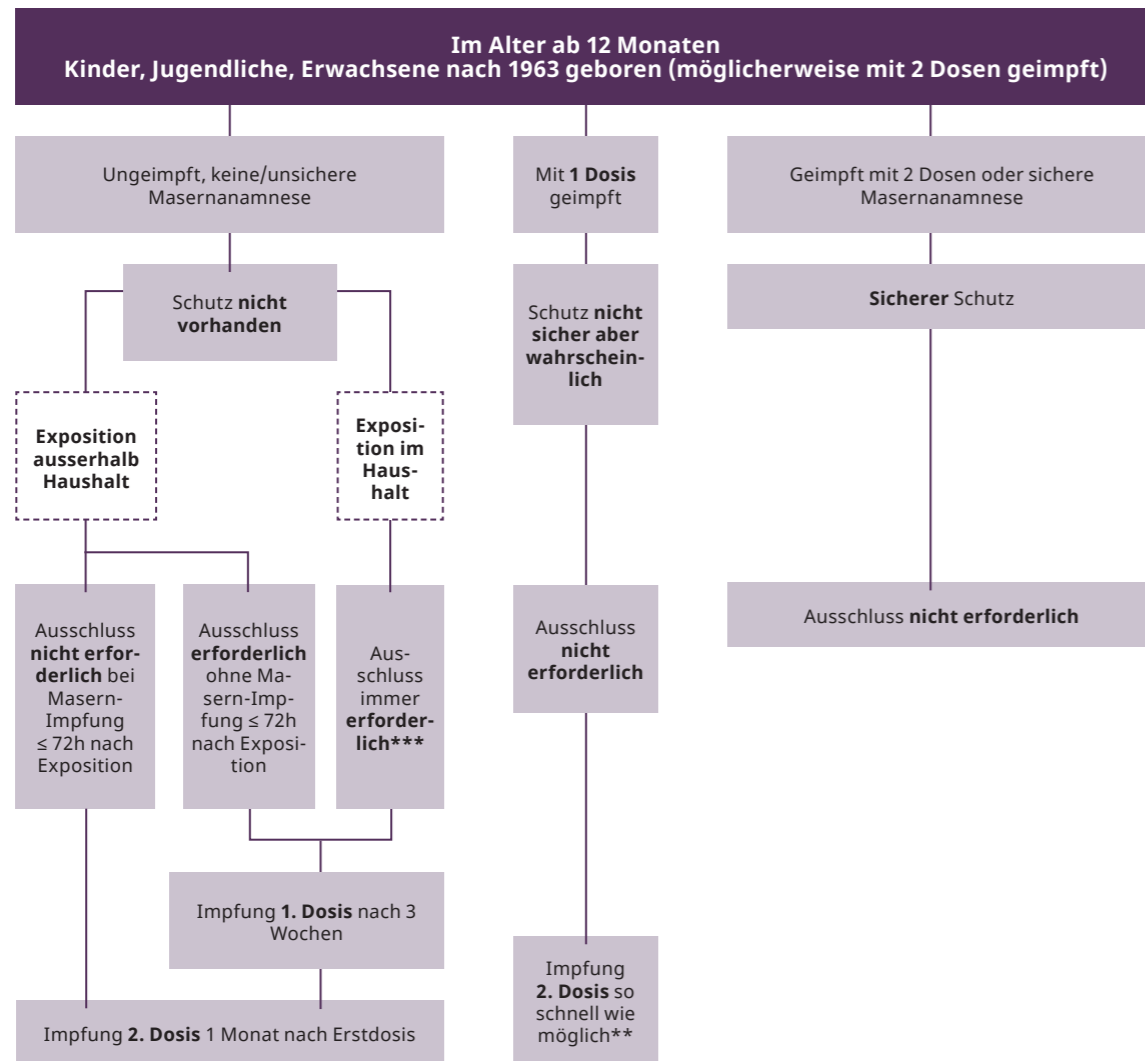 Im Alter ab 12 Monaten
Kinder, Jugendliche, Erwachsene nach 1963 geboren (möglicherweise mit 2 Dosen geimpft)
Ungeimpft, keine/unsichere
Masernanamnese
Mit 1 Dosis
geimpft
Geimpft mit 2 Dosen oder sichere
Masernanamnese
Schutz nicht
vorhanden
Schutz nicht
sicher aber
wahrschein-
lich
Sicherer Schutz
Exposition
ausserhalb
Haushalt
Exposi-
tion im
Haus-
halt
Ausschluss
nicht erfor-
derlich bei
Masern-
Impfung
≤ 72h nach
Exposition
Ausschluss
erforderlich
ohne Ma-
sern-Imp-
fung ≤ 72h
nach Exposi-
tion
Aus-
schluss
immer
erforder-
lich***
Ausschluss
nicht
erforderlich
Ausschluss nicht erforderlich
Impfung 1. Dosis nach 3
Wochen
Impfung 2. Dosis 1 Monat nach Erstdosis
Impfung
2. Dosis so
schnell wie
möglich**